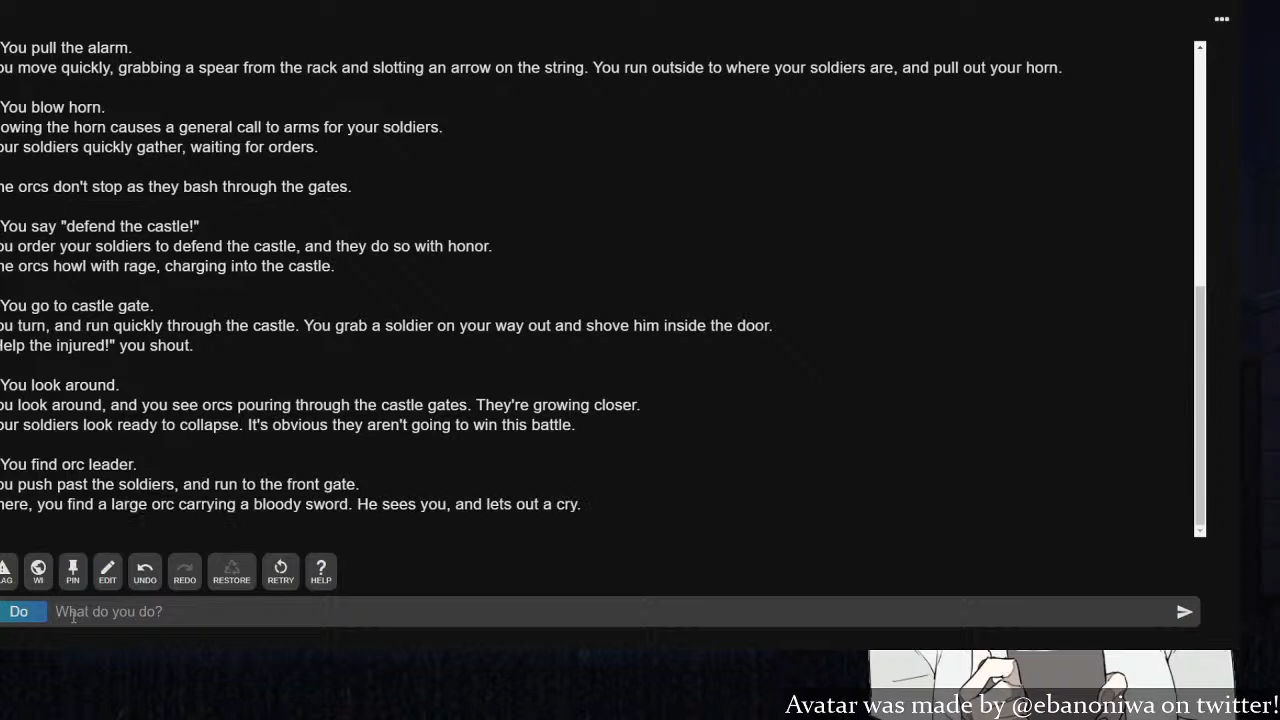 You pull the alarm.
ou move quickly, grabbing a spear from the rack and slotting an arrow on the string. You run outside to where your soldiers are, and pull out your horn.
You blow horn.
owing the horn causes a general call to arms for your soldiers.
our soldiers quickly gather, waiting for orders.
he orcs don't stop as they bash through the gates.
You say "defend the castle!"
ou order your soldiers to defend the castle, and they do so with honor.
he orcs howl with rage, charging into the castle.
You go to castle gate.
ou turn, and run quickly through the castle. You grab a soldier on your way out and shove him inside the door.
Help the injured!" you shout.
You look around.
ou look around, and you see orcs pouring through the castle gates. They're growing closer.
our soldiers look ready to collapse. It's obvious they aren't going to win this battle.
You find orc leader.
ou push past the soldiers, and run to the front gate.
here, you find a large orc carrying a bloody sword. He sees you, and lets out a cry.
LAG WI PIN EDIT UNDO REDO RESTORE RETRY HELP
Do What do you do?
Avatar was made by @ebanoniwa on twitter!